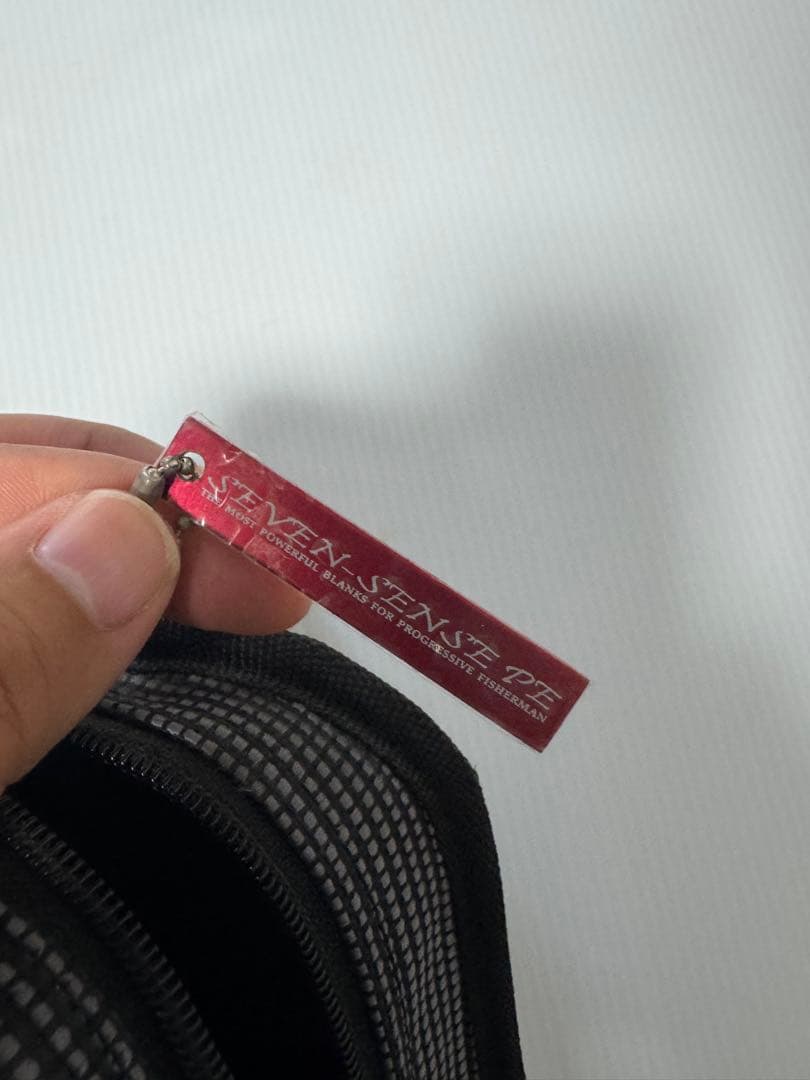 SEVEN-SENSE PE
THE MOST POWERFUL BLANKS FOR PROGRESSIVE FISHERMAN